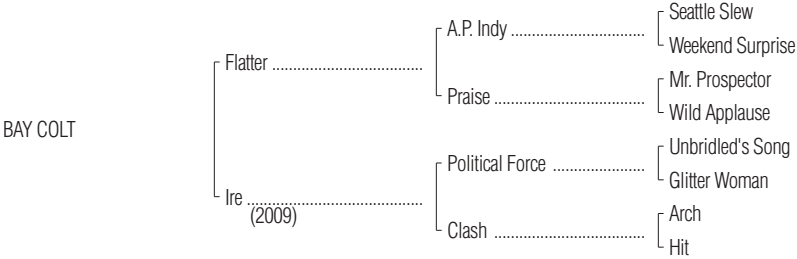 Seattle Slew
A.P. Indy
Weekend Surprise
Flatter
Mr. Prospector
Praise
Wild Applause
BAY COLT
Unbridled's Song
Political Force
Glitter Woman
Ire
(2009)
Arch
Clash
Hit